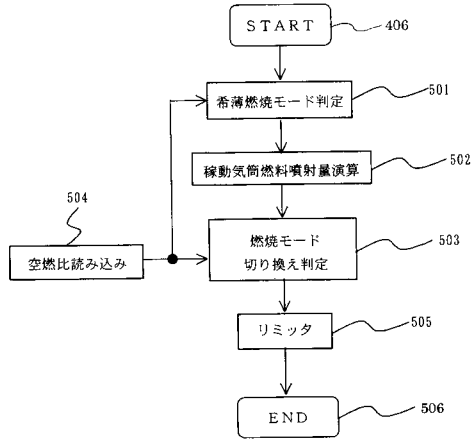 START
406
希薄燃焼モード判定
501
稼動気筒燃料噴射量演算
502
504
空燃比読み込み
燃焼モード
切り換え判定
503
リミッタ
505
END
506